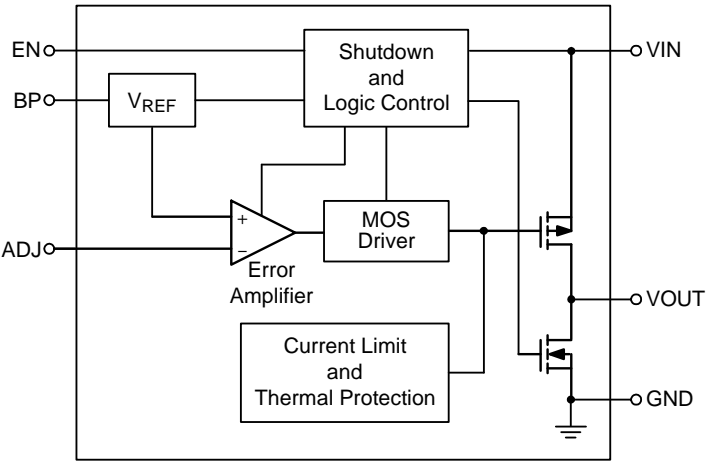 EN
Shutdown
and
Logic Control
VIN
BP
VREF
+
MOS
Driver
ADJ
−
Error
Amplifier
VOUT
Current Limit
and
Thermal Protection
GND